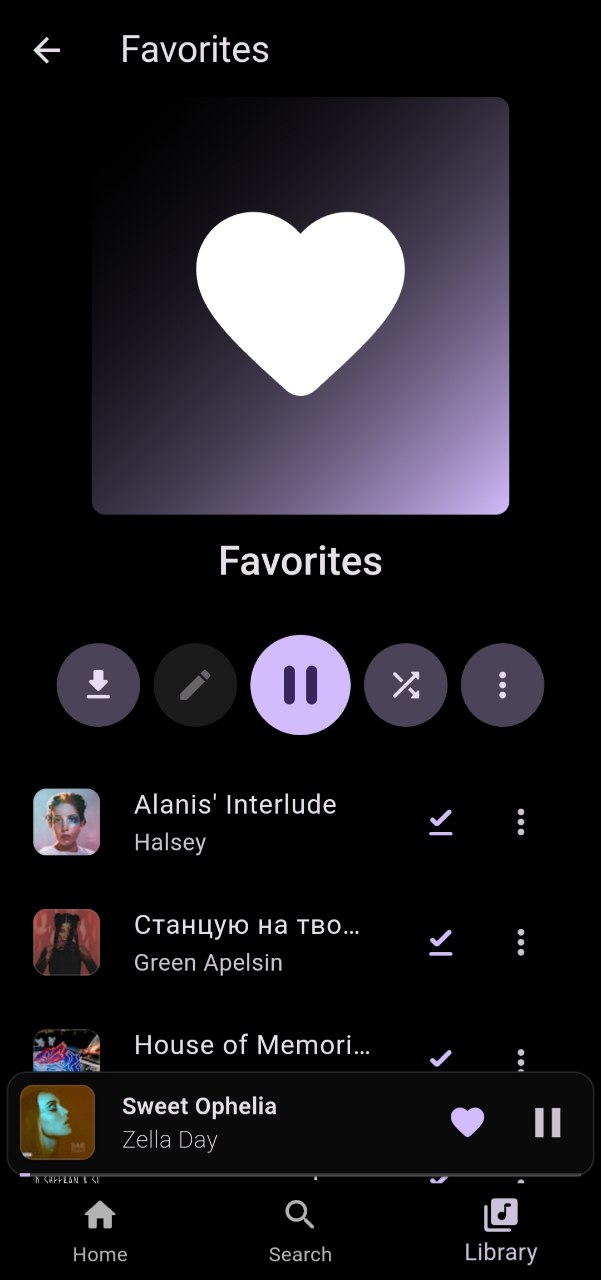 Favorites
Favorites
Alanis' Interlude
Halsey
Станцую на тво...
Green Apelsin
House of Memori...
Sweet Ophelia
Zella Day
Home
Search
Library